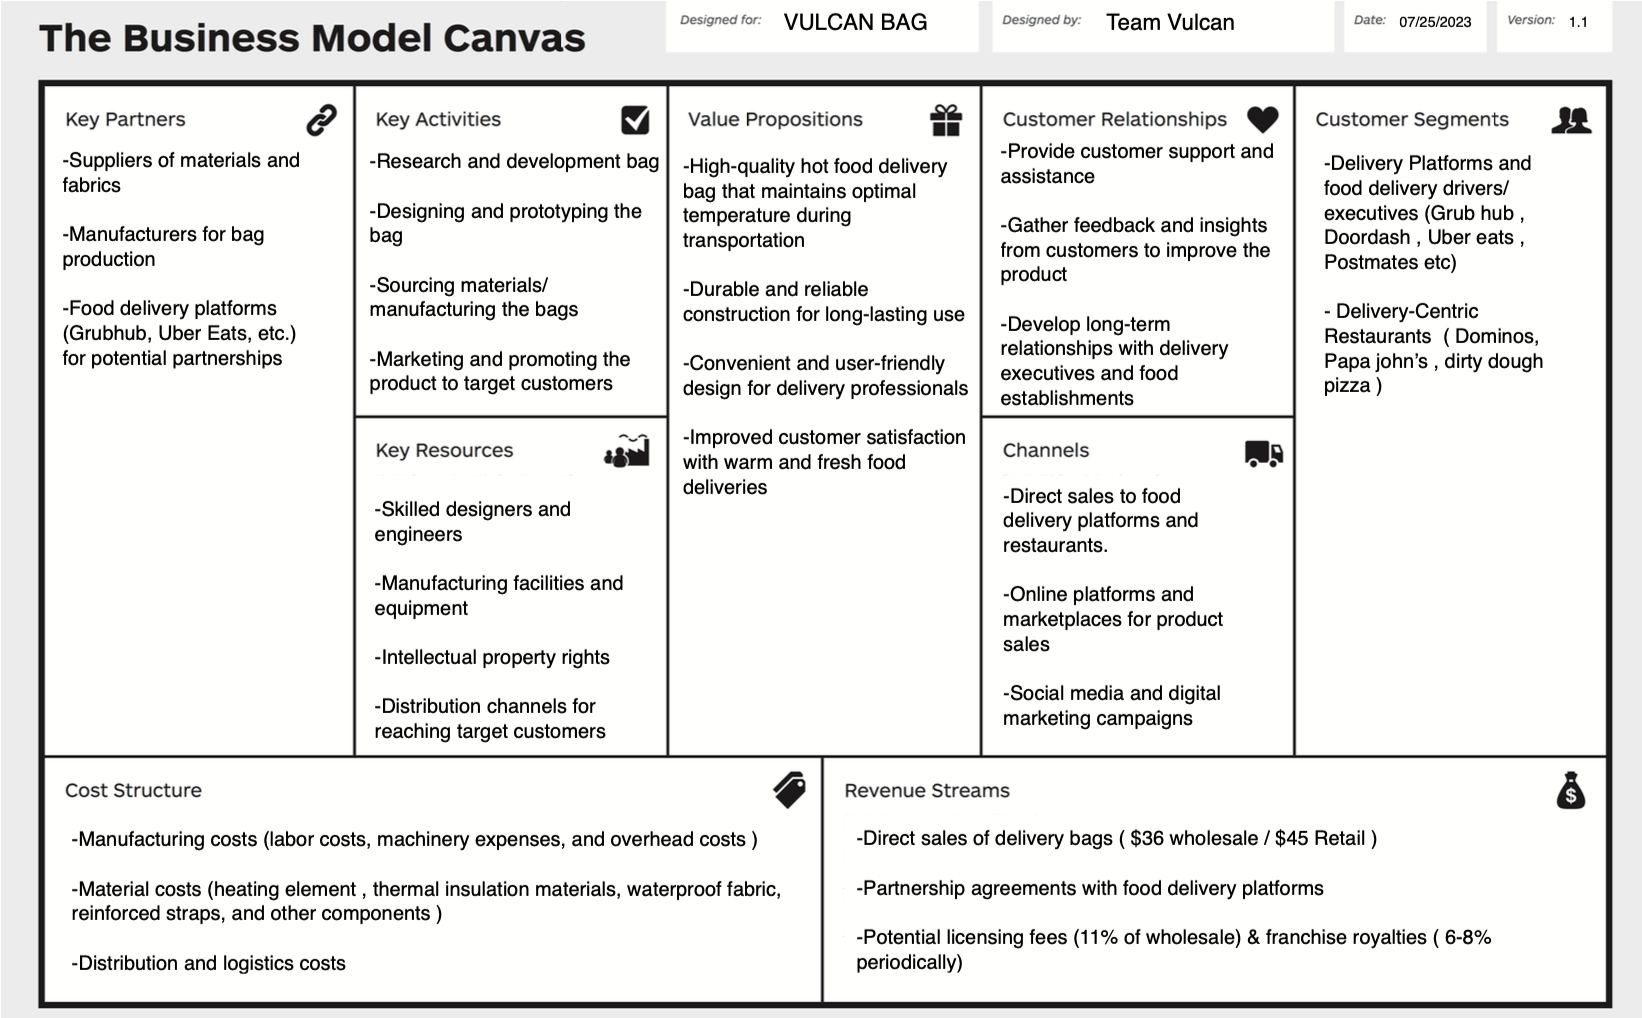 The Business Model Canvas
Designed for: VULCAN BAG
Designed by: Team Vulcan
Date: 07/25/2023
Version: 1.1
Key Partners
-Suppliers of materials and
fabrics
-Manufacturers for bag
production
-Food delivery platforms
(Grubhub, Uber Eats, etc.)
for potential partnerships
Key Activities
-Research and development bag
-Designing and prototyping the
bag
-Sourcing materials/
manufacturing the bags
-Marketing and promoting the
product to target customers
Key Resources
-Skilled designers and
engineers
-Manufacturing facilities and
equipment
-Intellectual property rights
-Distribution channels for
reaching target customers
Value Propositions
-High-quality hot food delivery
bag that maintains optimal
temperature during
transportation
-Durable and reliable
construction for long-lasting use
-Convenient and user-friendly
design for delivery professionals
-Improved customer satisfaction
with warm and fresh food
deliveries
Customer Relationships
-Provide customer support and
assistance
-Gather feedback and insights
from customers to improve the
product
-Develop long-term
relationships with delivery
executives and food
establishments
Channels
-Direct sales to food
delivery platforms and
restaurants.
-Online platforms and
marketplaces for product
sales
-Social media and digital
marketing campaigns
Customer Segments
-Delivery Platforms and
food delivery drivers/
executives (Grub hub ,
Doordash , Uber eats ,
Postmates etc)
- Delivery-Centric
Restaurants ( Dominos,
Papa john’s , dirty dough
pizza )
Cost Structure
-Manufacturing costs (labor costs, machinery expenses, and overhead costs )
-Material costs (heating element , thermal insulation materials, waterproof fabric,
reinforced straps, and other components )
-Distribution and logistics costs
Revenue Streams
$
-Direct sales of delivery bags ( $36 wholesale / $45 Retail )
-Partnership agreements with food delivery platforms
-Potential licensing fees (11% of wholesale) & franchise royalties ( 6-8%
periodically)